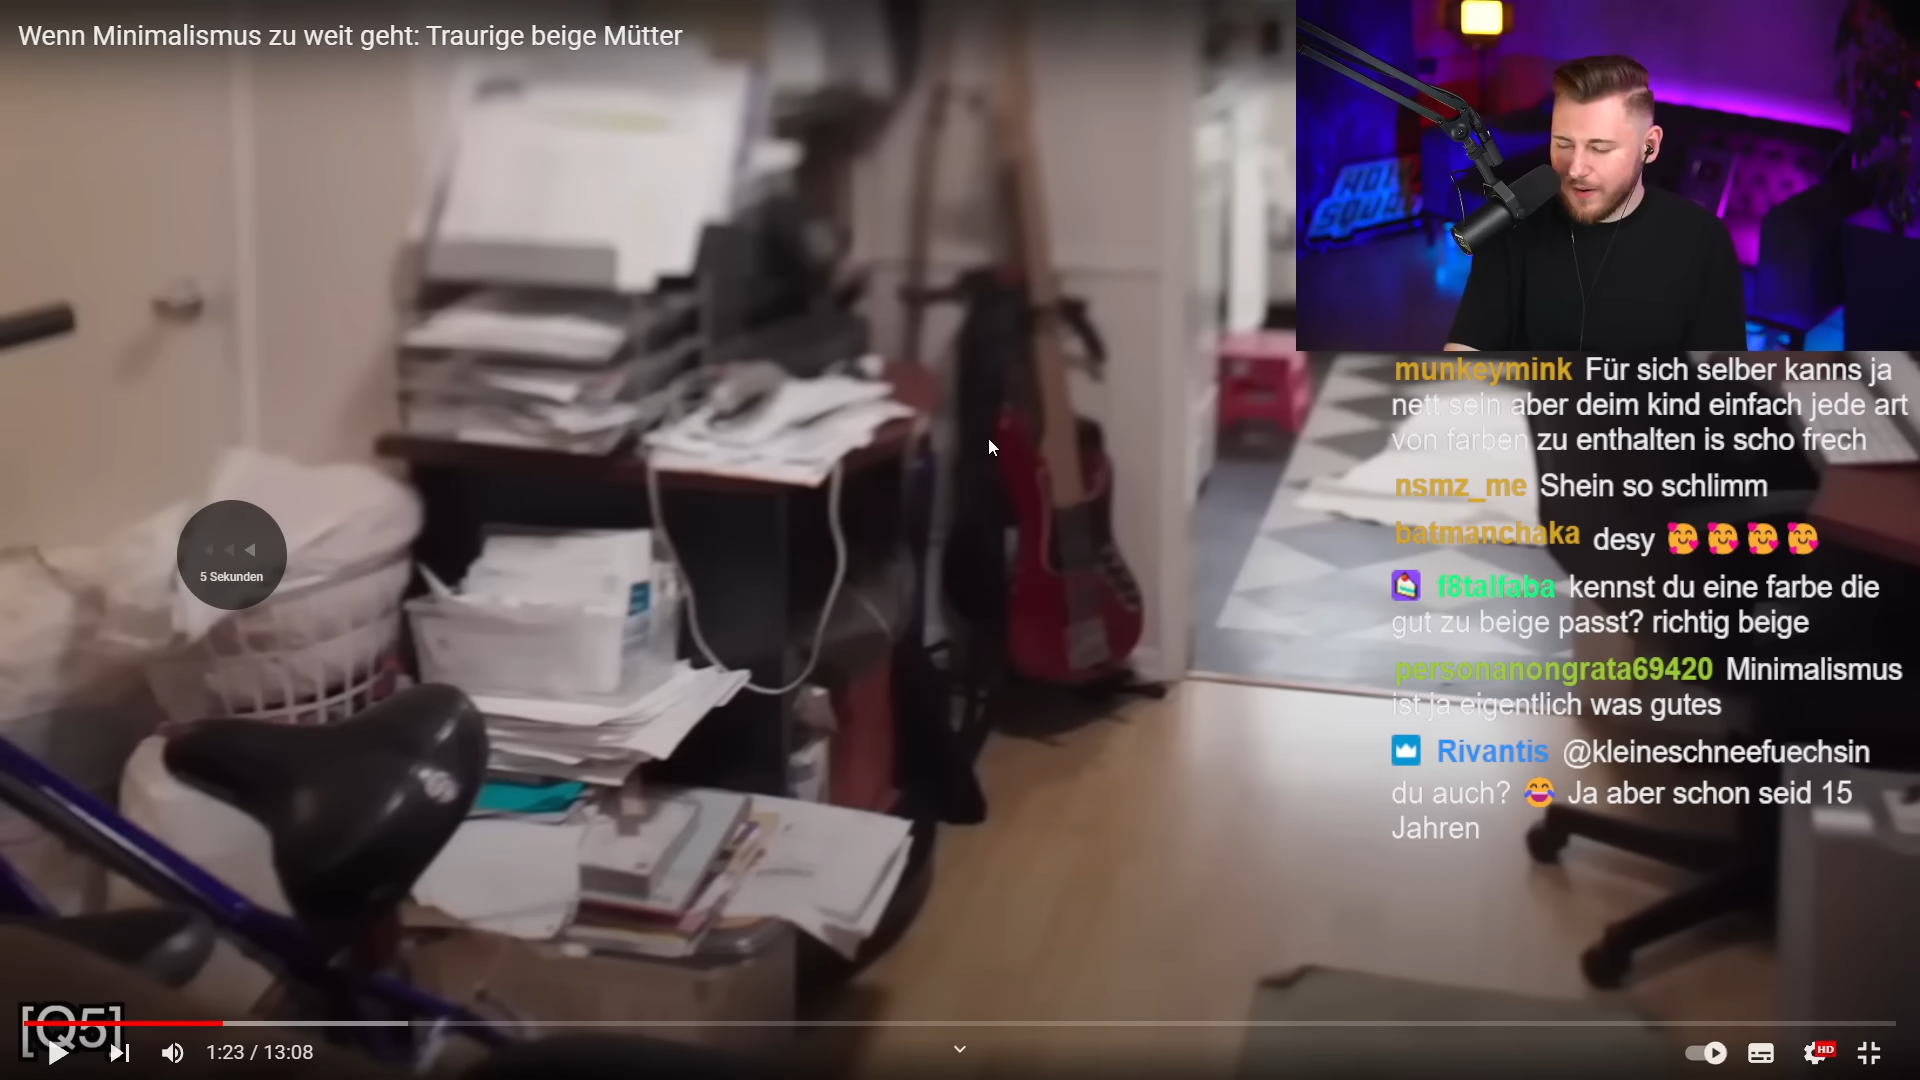 Wenn Minimalismus zu weit geht: Traurige beige Mütter
munkeymink Für sich selber kanns ja
nett sein aber deim kind einfach jede art
von farben zu enthalten is scho frech
nsmz_me Shein so schlimm
batmanchaka desy 🥰 🥰 🥰 🥰
f8talfaba kennst du eine farbe die
gut zu beige passt? richtig beige
personanongrata69420 Minimalismus
ist ja eigentlich was gutes
Rivantis @kleineschneefuechsin
du auch? 😂 Ja aber schon seid 15
Jahren
5 Sekunden
[Q5]
1:23 / 13:08
HD